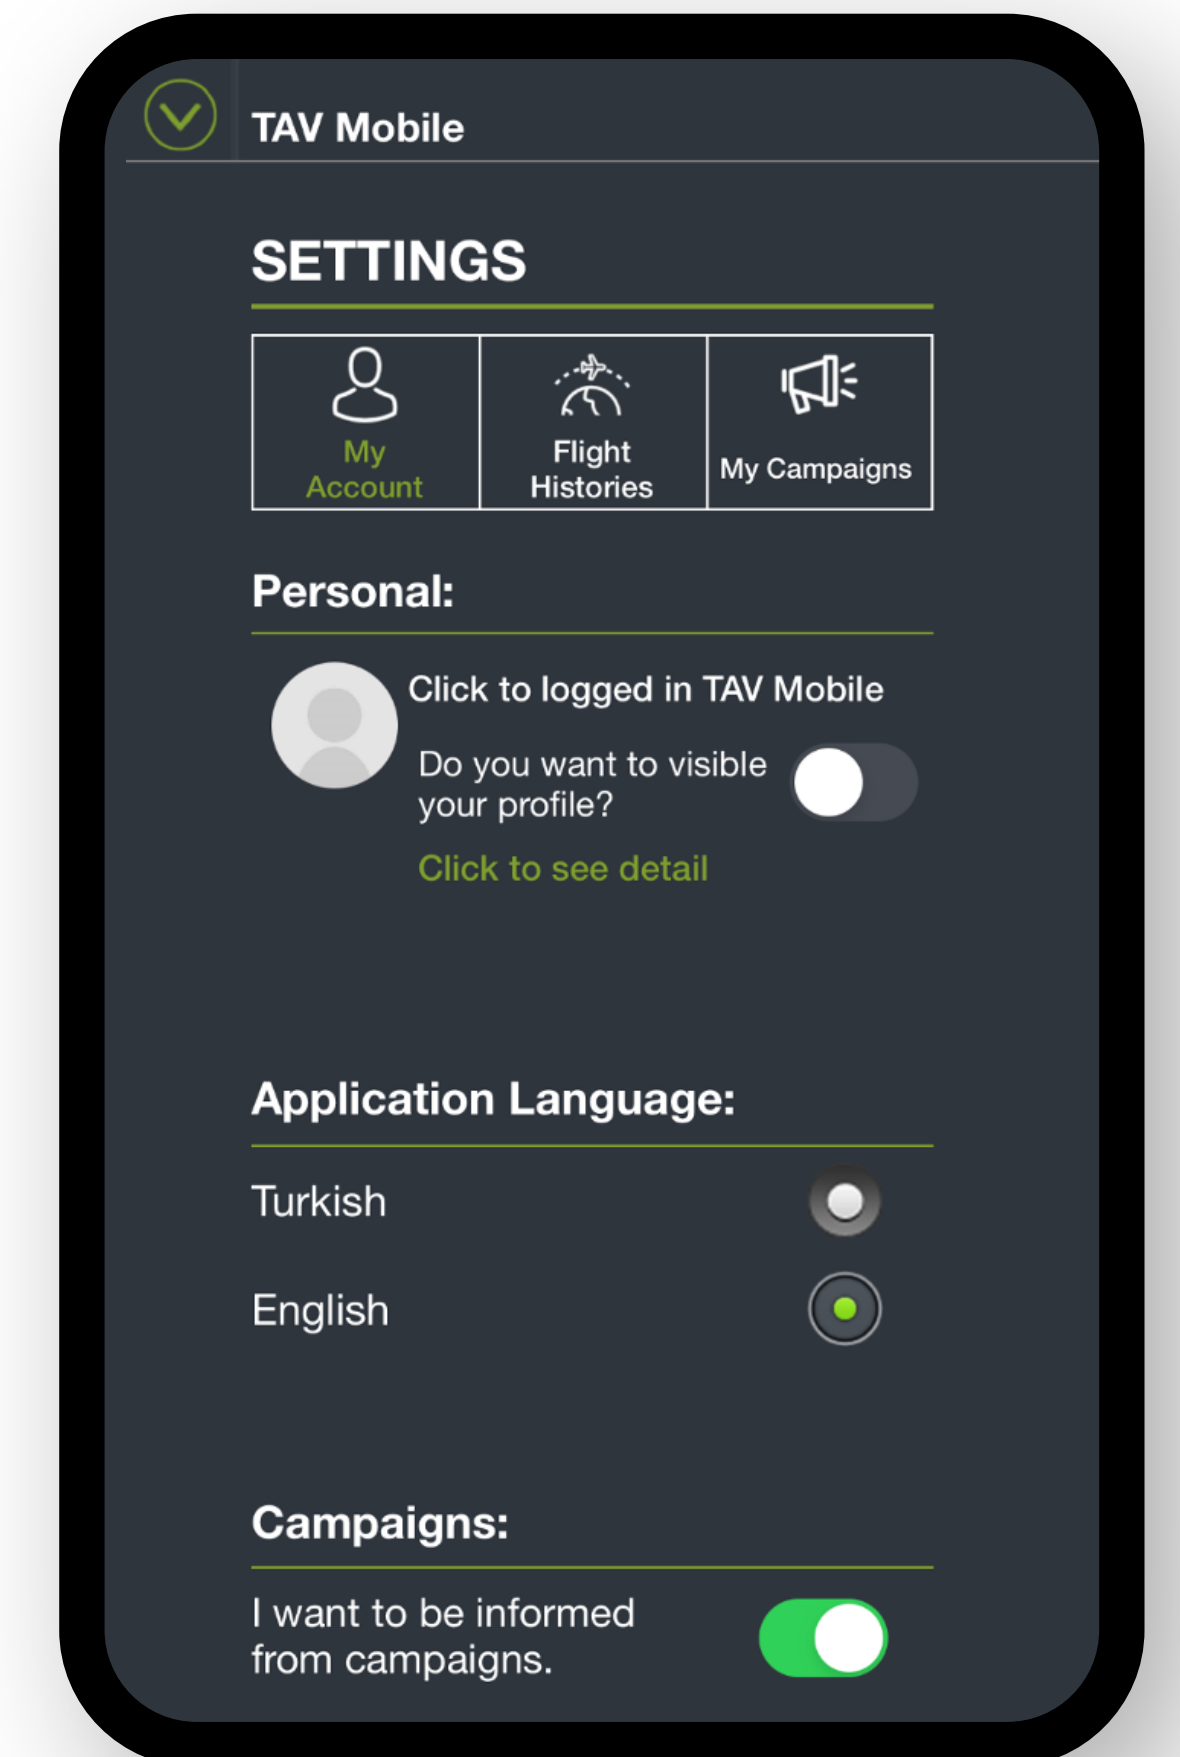 TAV Mobile
SETTINGS
My
Account
Flight
Histories
My Campaigns
Personal:
Click to logged in TAV Mobile
Do you want to visible
your profile?
Click to see detail
Application Language:
Turkish
English
Campaigns:
I want to be informed
from campaigns.